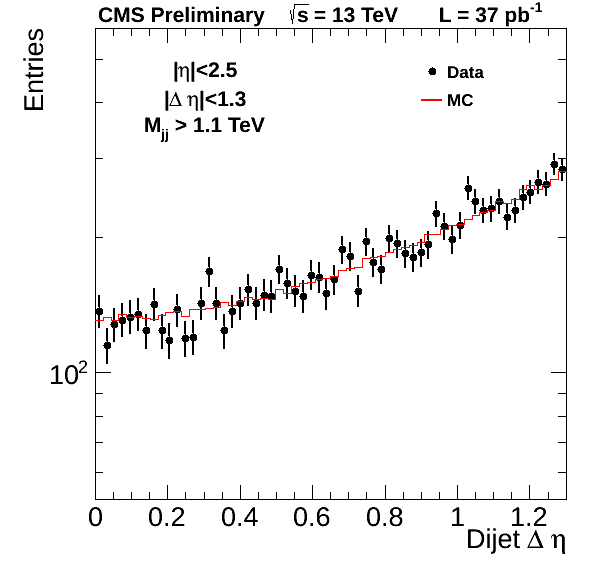 CMS Preliminary √s = 13 TeV L = 37 pb-1
Entries
|η|<2.5
|Δ η|<1.3
Mjj > 1.1 TeV
Data
MC
10²
0 0.2 0.4 0.6 0.8 1 1.2
Dijet Δ η